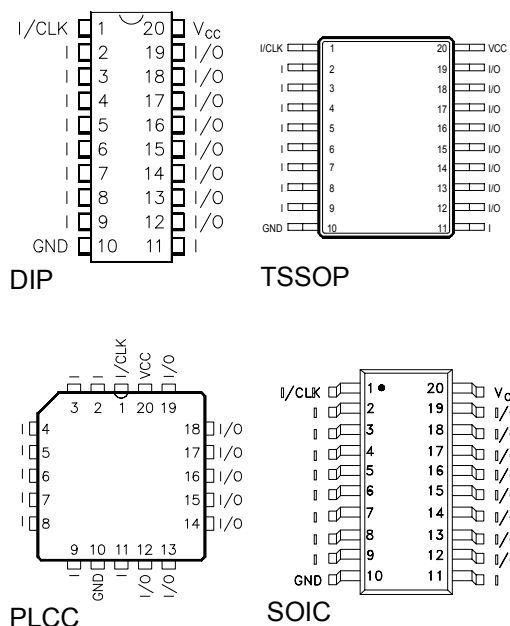 I/CLK 1 20 VCC
I 2 19 I/O
I 3 18 I/O
I 4 17 I/O
I 5 16 I/O
I 6 15 I/O
I 7 14 I/O
I 8 13 I/O
I 9 12 I/O
GND 10 11 I
DIP
I/CLK 1 20 VCC
I 2 19 I/O
I 3 18 I/O
I 4 17 I/O
I 5 16 I/O
I 6 15 I/O
I 7 14 I/O
I 8 13 I/O
I 9 12 I/O
GND 10 11 I
TSSOP
I I I/CLK VCC I/O
3 2 1 20 19
I 4 18 I/O
I 5 17 I/O
I 6 16 I/O
I 7 15 I/O
I 8 14 I/O
9 10 11 12 13
I GND I I/O I/O
PLCC
I/CLK 1 20 VC
I 2 19 I/
I 3 18 I/
I 4 17 I/
I 5 16 I/
I 6 15 I/
I 7 14 I/
I 8 13 I/
I 9 12 I/
GND 10 11 I
SOIC